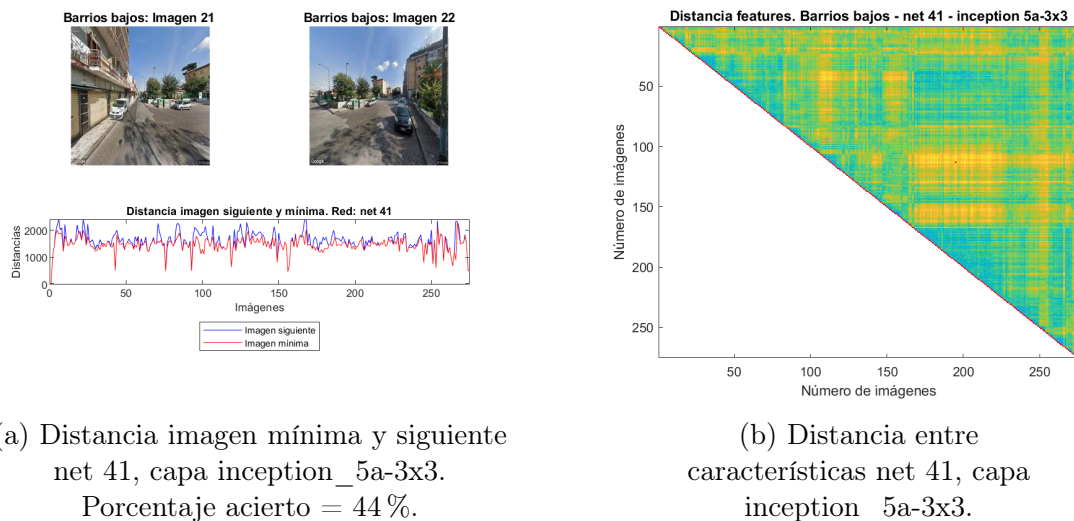 Barrios bajos: Imagen 21
Barrios bajos: Imagen 22
Google
Google
Distancia imagen siguiente y mínima. Red: net 41
Distancias
2000
1000
0
0 50 100 150 200 250
Imágenes
Imagen siguiente
Imagen mínima
(a) Distancia imagen mínima y siguiente
net 41, capa inception_5a-3x3.
Porcentaje acierto = 44 %.
Distancia features. Barrios bajos - net 41 - inception 5a-3x3
Número de imágenes
50
100
150
200
250
50 100 150 200 250
Número de imágenes
(b) Distancia entre
características net 41, capa
inception_5a-3x3.